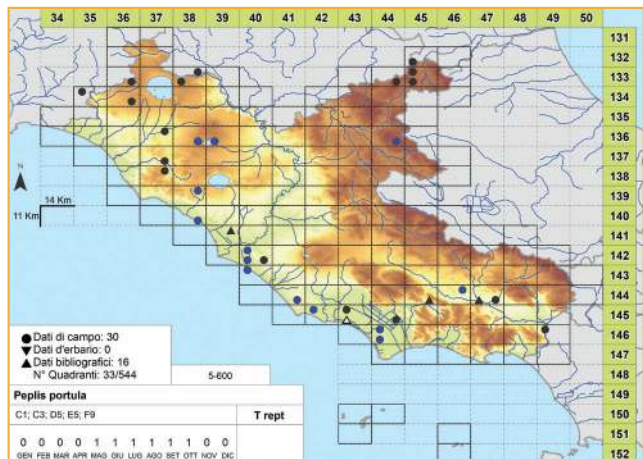 34 35 36 37 38 39 40 41 42 43 44 45 46 47 48 49 50
131
132
133
134
135
136
137
138
139
140
141
142
143
144
145
146
147
148
149
150
151
152
N
14 Km
11 Km
● Dati di campo: 30
▼ Dati d'erbario: 0
▲ Dati bibliografici: 16
N° Quadranti: 33/544
5-600
Peplis portula
C1; C3; D5; E5; F9
T rept
0 0 0 0 1 1 1 1 1 1 0 0
GEN FEB MAR APR MAG GIU LUG AGO SET OTT NOV DIC